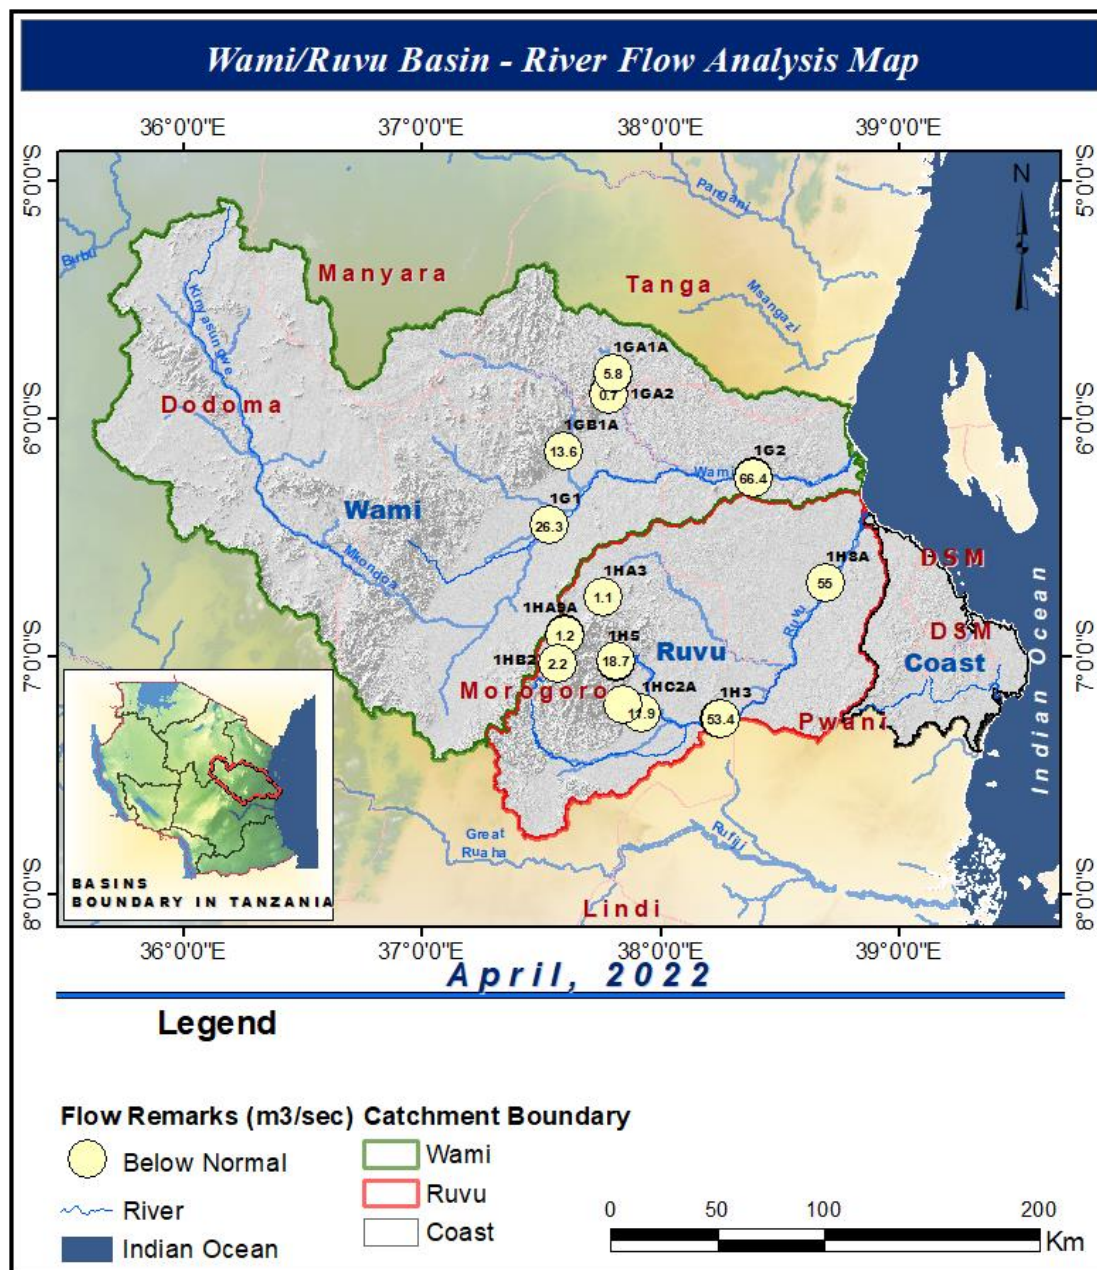 Wami/Ruvu Basin - River Flow Analysis Map
36°0'0"E 37°0'0"E 38°0'0"E 39°0'0"E
5°0'0"S
5°0'0"S
N
Pangani
Bubu
Manyara
Tanga
Msangazi
Kinyasungwe
1GA1A
5.8
0.7
1GA2
Dodoma
6°0'0"S
6°0'0"S
1GB1A
13.6
1G2
Wami
66.4
Wami
1G1
26.3
Mkondoa
1H8A
55
DSM
1HA3
1.1
1HA9A
1.2
1H5
Ruvu
DSM
18.7
Ruvu
Coast
7°0'0"S
7°0'0"S
1HB2
2.2
Morogoro
1HC2A
11.9
1H3
53.4
Pwani
Indian Ocean
Great
Ruaha
Rufiji
BASINS
BOUNDARY IN TANZANIA
Lindi
8°0'0"S
8°0'0"S
36°0'0"E 37°0'0"E 38°0'0"E 39°0'0"E
April, 2022
Legend
Flow Remarks (m3/sec) Catchment Boundary
Below Normal
Wami
River
Ruvu
Indian Ocean
Coast
0 50 100 200
Km